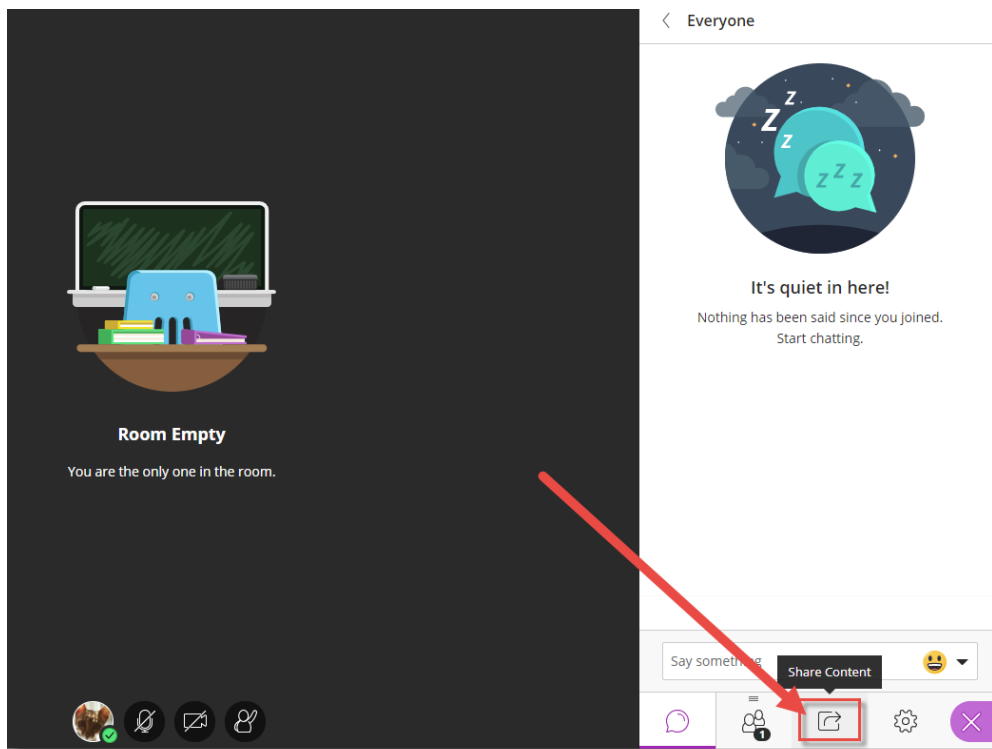 Everyone
Z
Z
Z
Z Z Z
It's quiet in here!
Nothing has been said since you joined.
Start chatting.
Room Empty
You are the only one in the room.
Say something
Share Content
1